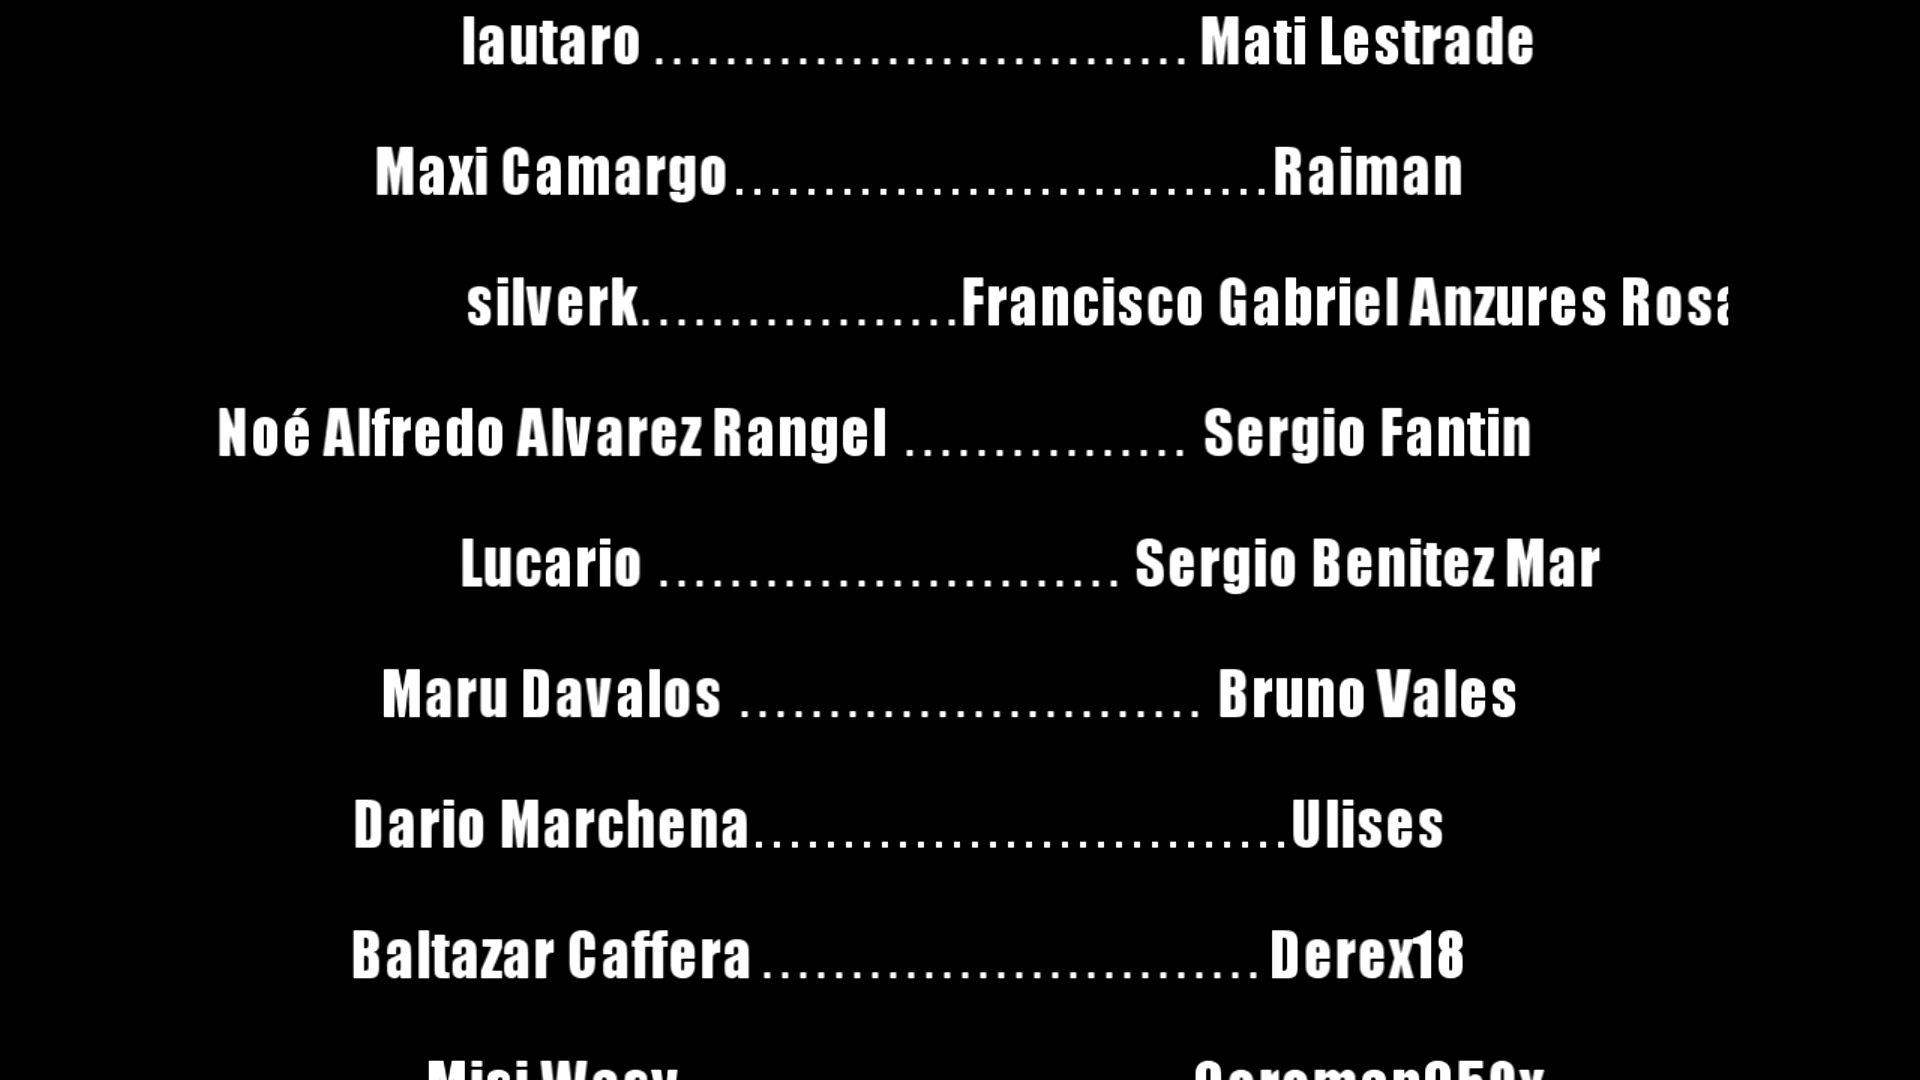 lautaro .............................. Mati Lestrade
Maxi Camargo..............................Raiman
silverk..................Francisco Gabriel Anzures
Noé Alfredo Alvarez Rangel ................ Sergio Fantin
Lucario .......................... Sergio Benitez Mar
Maru Davalos .......................... Bruno Vales
Dario Marchena..............................Ulises
Baltazar Caffera ............................ Derex18